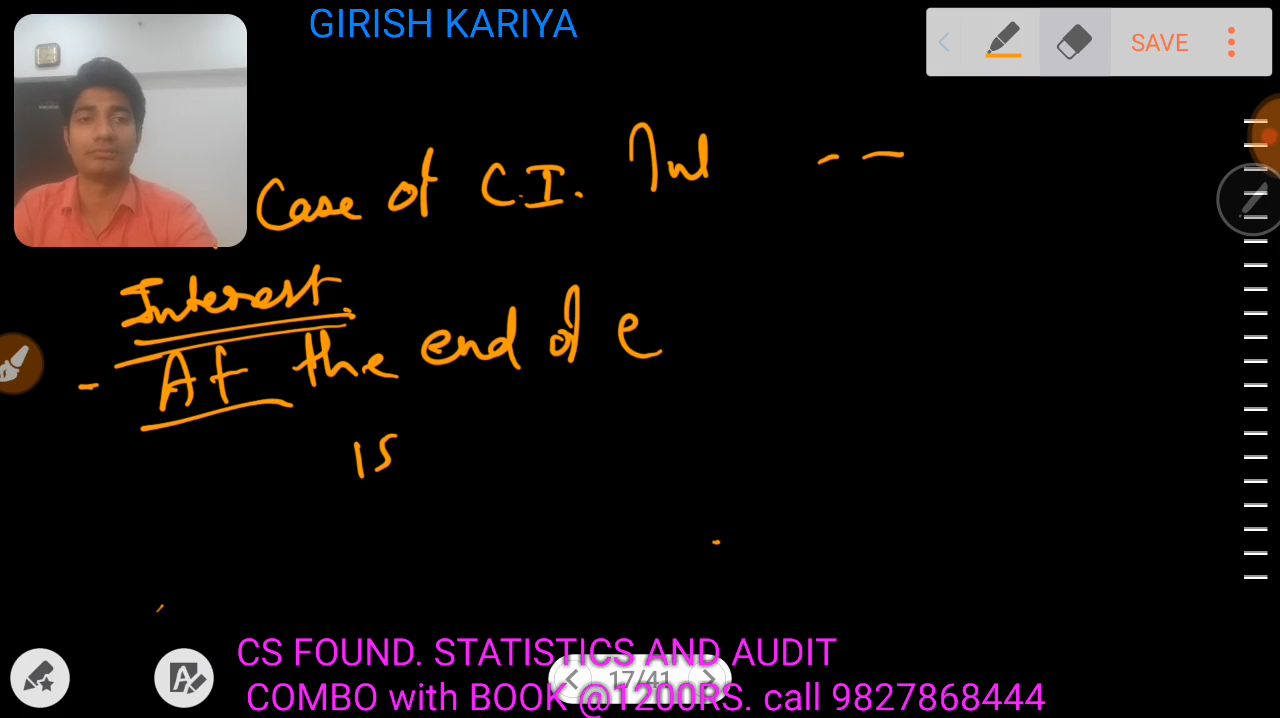 GIRISH KARIYA
SAVE
Case of C.I. Int --
Interest.
- At the end of e
is
CS FOUND. STATISTICS AND AUDIT
17/41
COMBO with BOOK @1200RS. call 9827868444